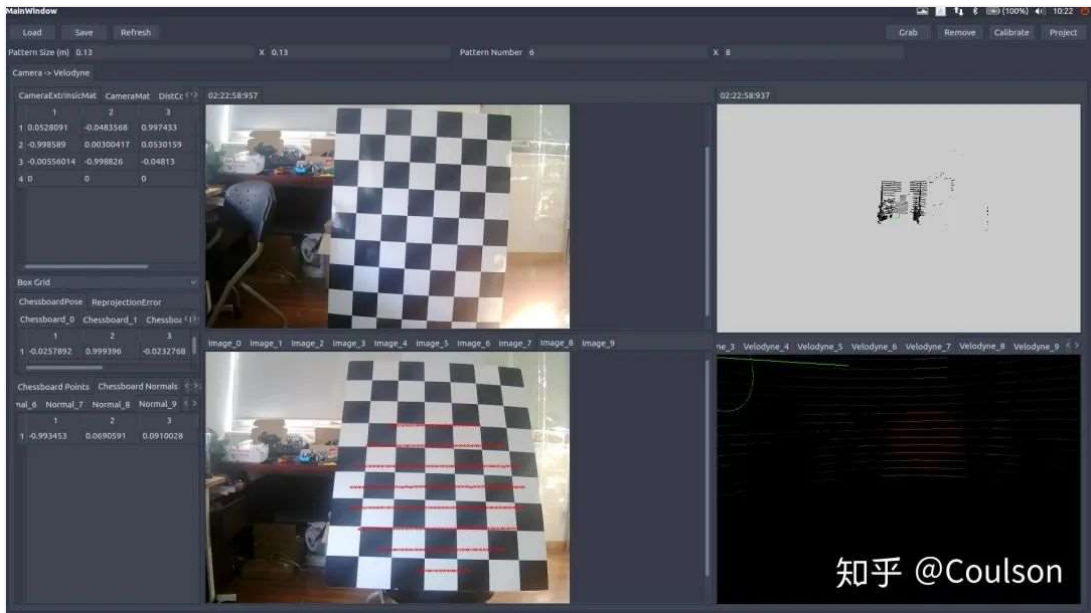 MainWindow
(100%) 10:22
Load Save Refresh Grab Remove Calibrate Project
Pattern Size (m) 0.13 X 0.13 Pattern Number 6 X 8
Camera -> Velodyne
CameraExtrinsicMat CameraMat DistCc 02:22:58:957 02:22:58:937
1 2 3
1 0.0528091 -0.0483568 0.997433
2 -0.998589 0.00300417 0.0530159
3 -0.00556014 -0.998826 -0.04813
4 0 0 0
Box Grid
ChessboardPose ReprojectionError
Chessboard_0 Chessboard_1 Chessboa
1 2 3
1 -0.0257892 0.999396 -0.0232768
Image_0 Image_1 Image_2 Image_3 Image_4 Image_5 Image_6 Image_7 Image_8 Image_9
ne_3 Velodyne_4 Velodyne_5 Velodyne_6 Velodyne_7 Velodyne_8 Velodyne_9
Chessboard Points Chessboard Normals
nal_6 Normal_7 Normal_8 Normal_9
1 2 3
1 -0.993453 0.0690591 0.0910028
知乎 @Coulson